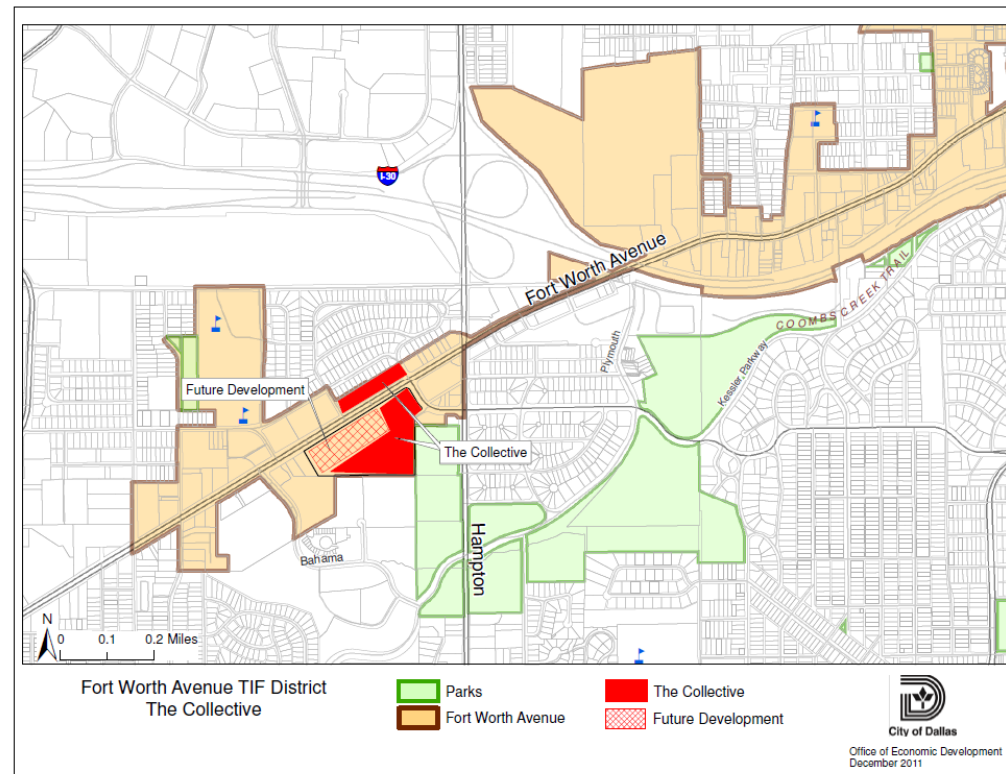 I-30
Fort Worth Avenue
COOMBS CREEK TRAIL
Plymouth
Kessler Parkway
Future Development
The Collective
Hampton
Bahama
N
0 0.1 0.2 Miles
Fort Worth Avenue TIF District
The Collective
Parks
Fort Worth Avenue
The Collective
Future Development
City of Dallas
Office of Economic Development
December 2011